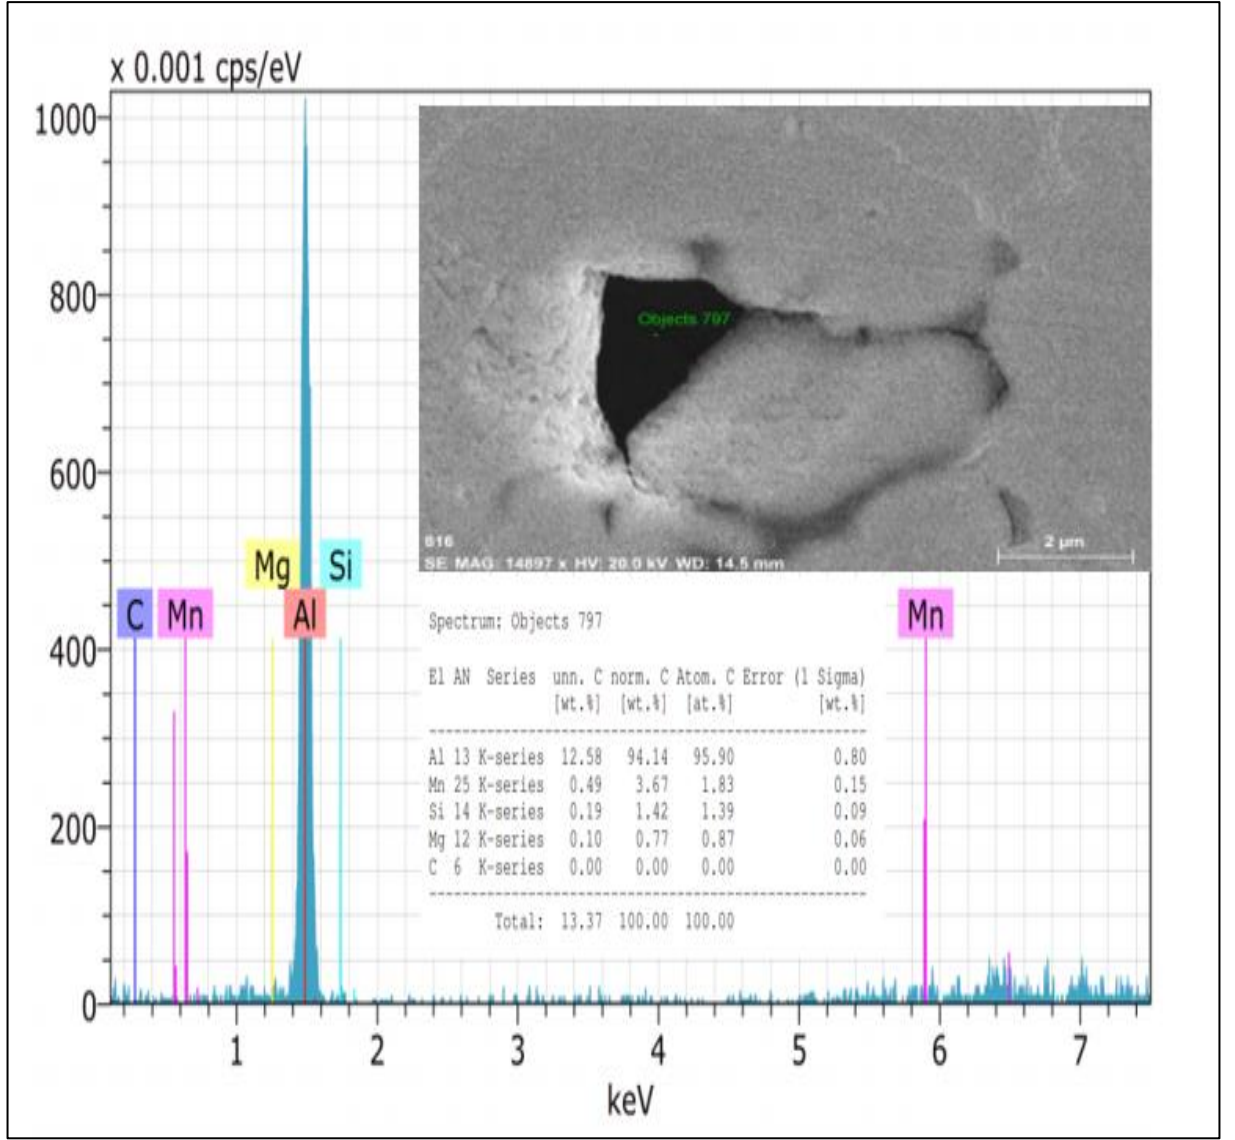 x 0.001 cps/eV
1000
800
600
400
200
0
Mg
Si
C
Mn
Al
Mn
Objects 797
816
SE MAG: 14897 x HV: 20.0 kV WD: 14.5 mm
2 µm
Spectrum: Objects 797
El AN Series unn. C norm. C Atom. C Error (1 Sigma)
[wt.%] [wt.%] [at.%] [wt.%]
Al 13 K-series 12.58 94.14 95.90 0.80
Mn 25 K-series 0.49 3.67 1.83 0.15
Si 14 K-series 0.19 1.42 1.39 0.09
Mg 12 K-series 0.10 0.77 0.87 0.06
C 6 K-series 0.00 0.00 0.00 0.00
Total: 13.37 100.00 100.00
1 2 3 4 5 6 7
keV